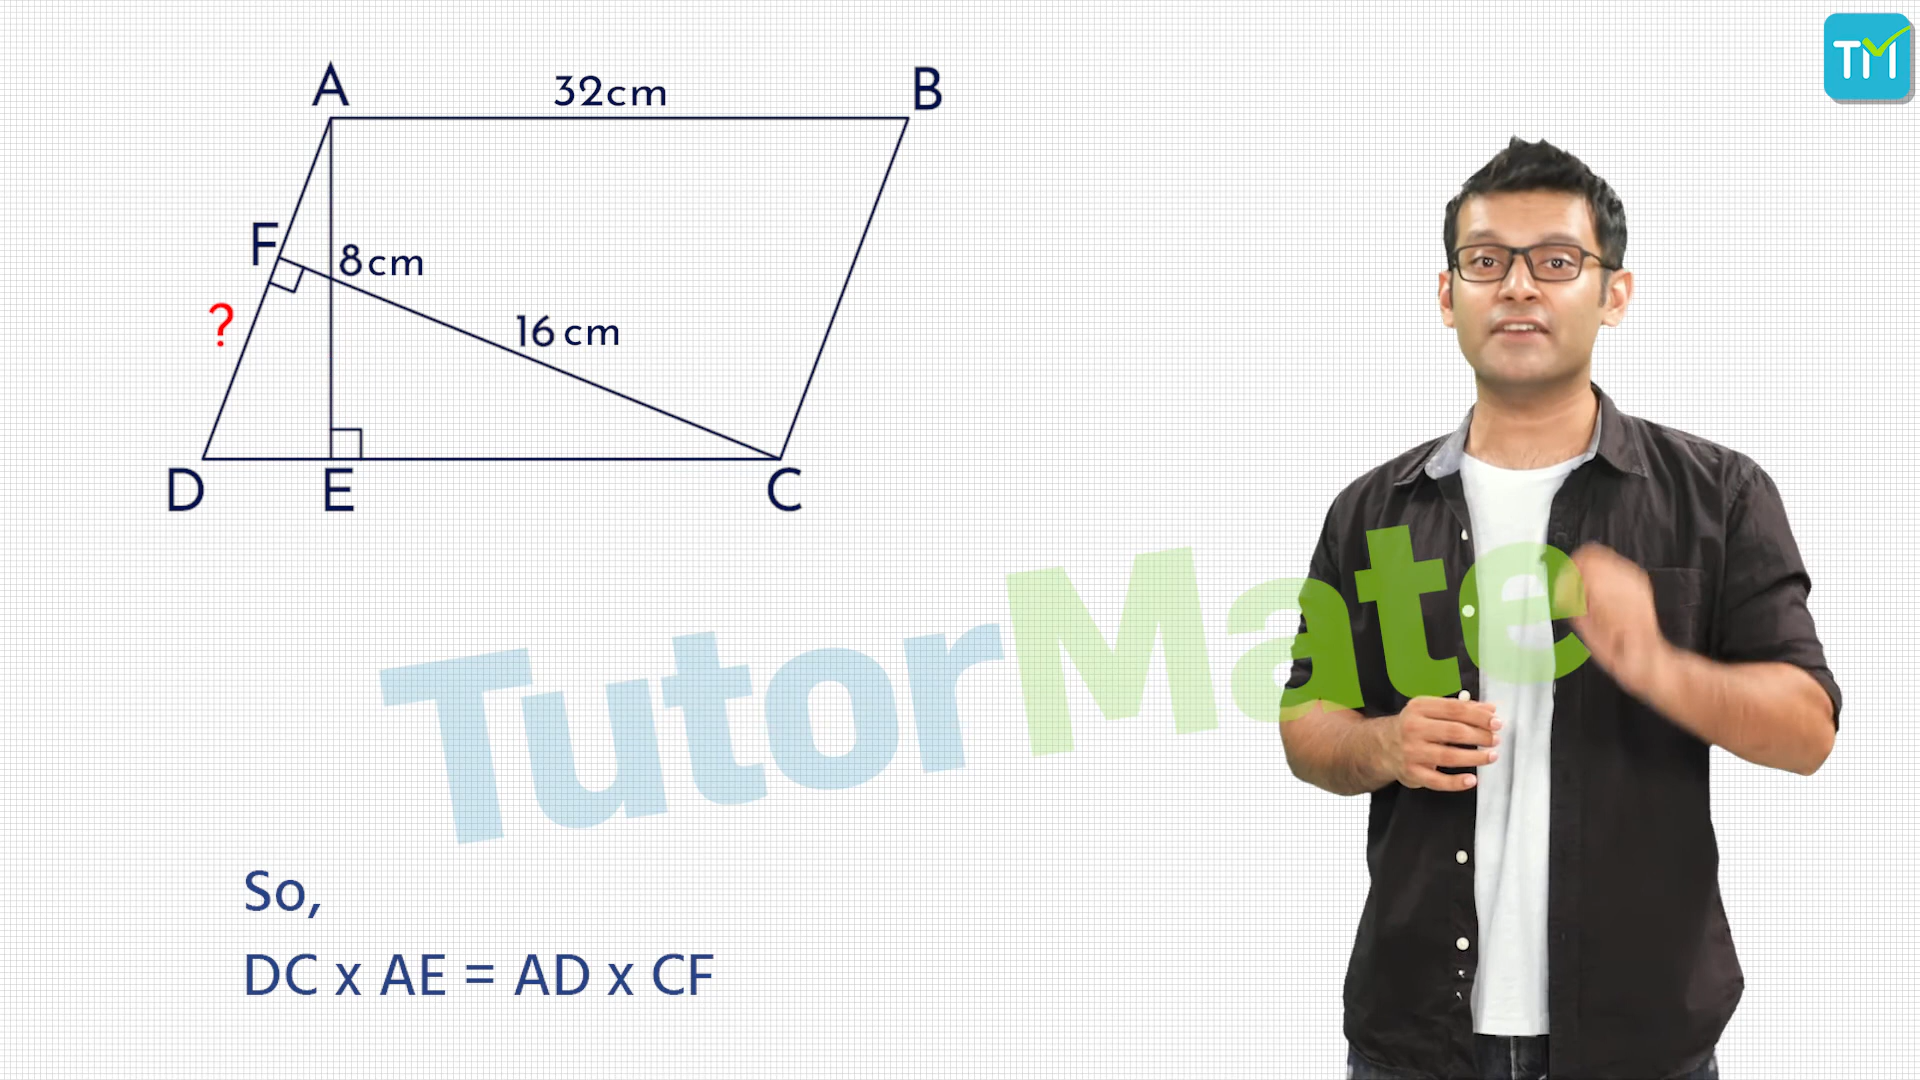 TM
A
32cm
B
F
8cm
?
16 cm
D
E
C
TutorMate
So,
DC x AE = AD x CF